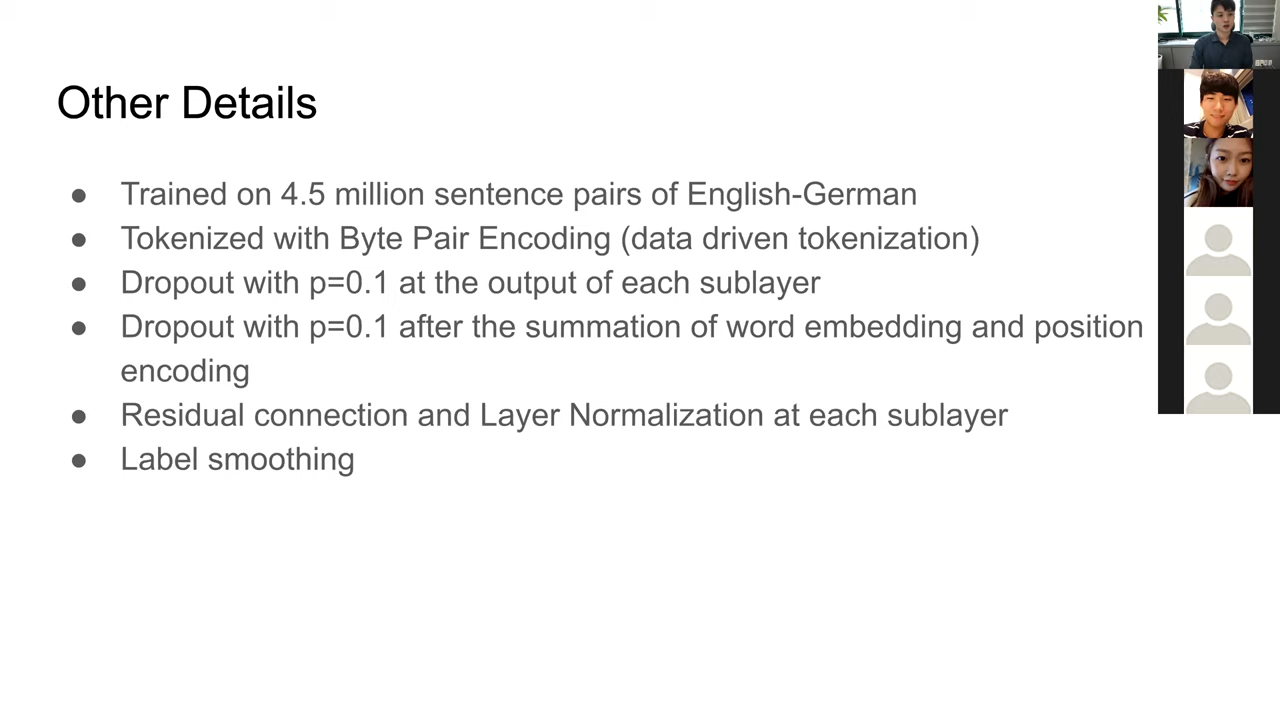 Other Details
● Trained on 4.5 million sentence pairs of English-German
● Tokenized with Byte Pair Encoding (data driven tokenization)
● Dropout with p=0.1 at the output of each sublayer
● Dropout with p=0.1 after the summation of word embedding and position
encoding
● Residual connection and Layer Normalization at each sublayer
● Label smoothing